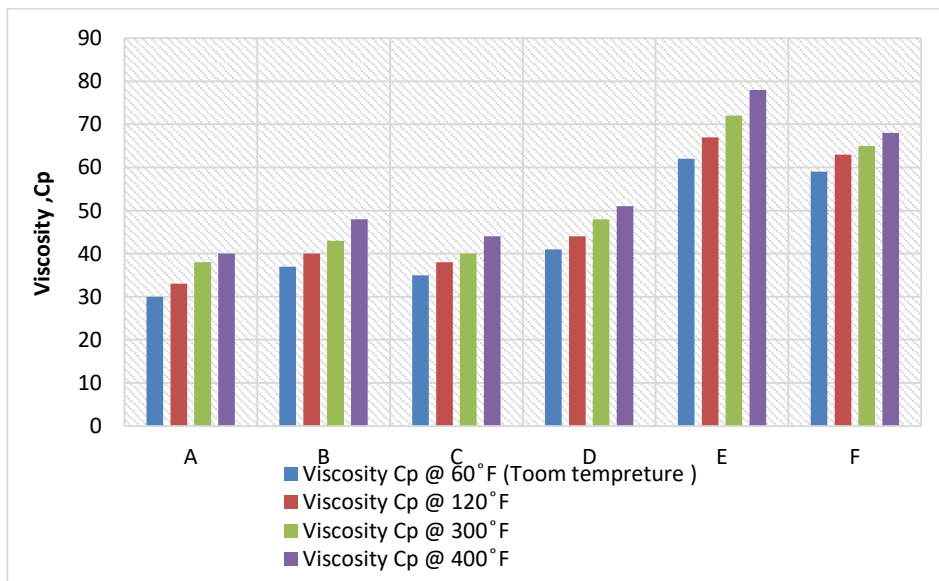 90
80
70
60
50
40
30
20
10
0
Viscosity ,Cp
A B C D E F
Viscosity Cp @ 60˚F (Toom tempreture )
Viscosity Cp @ 120˚F
Viscosity Cp @ 300˚F
Viscosity Cp @ 400˚F